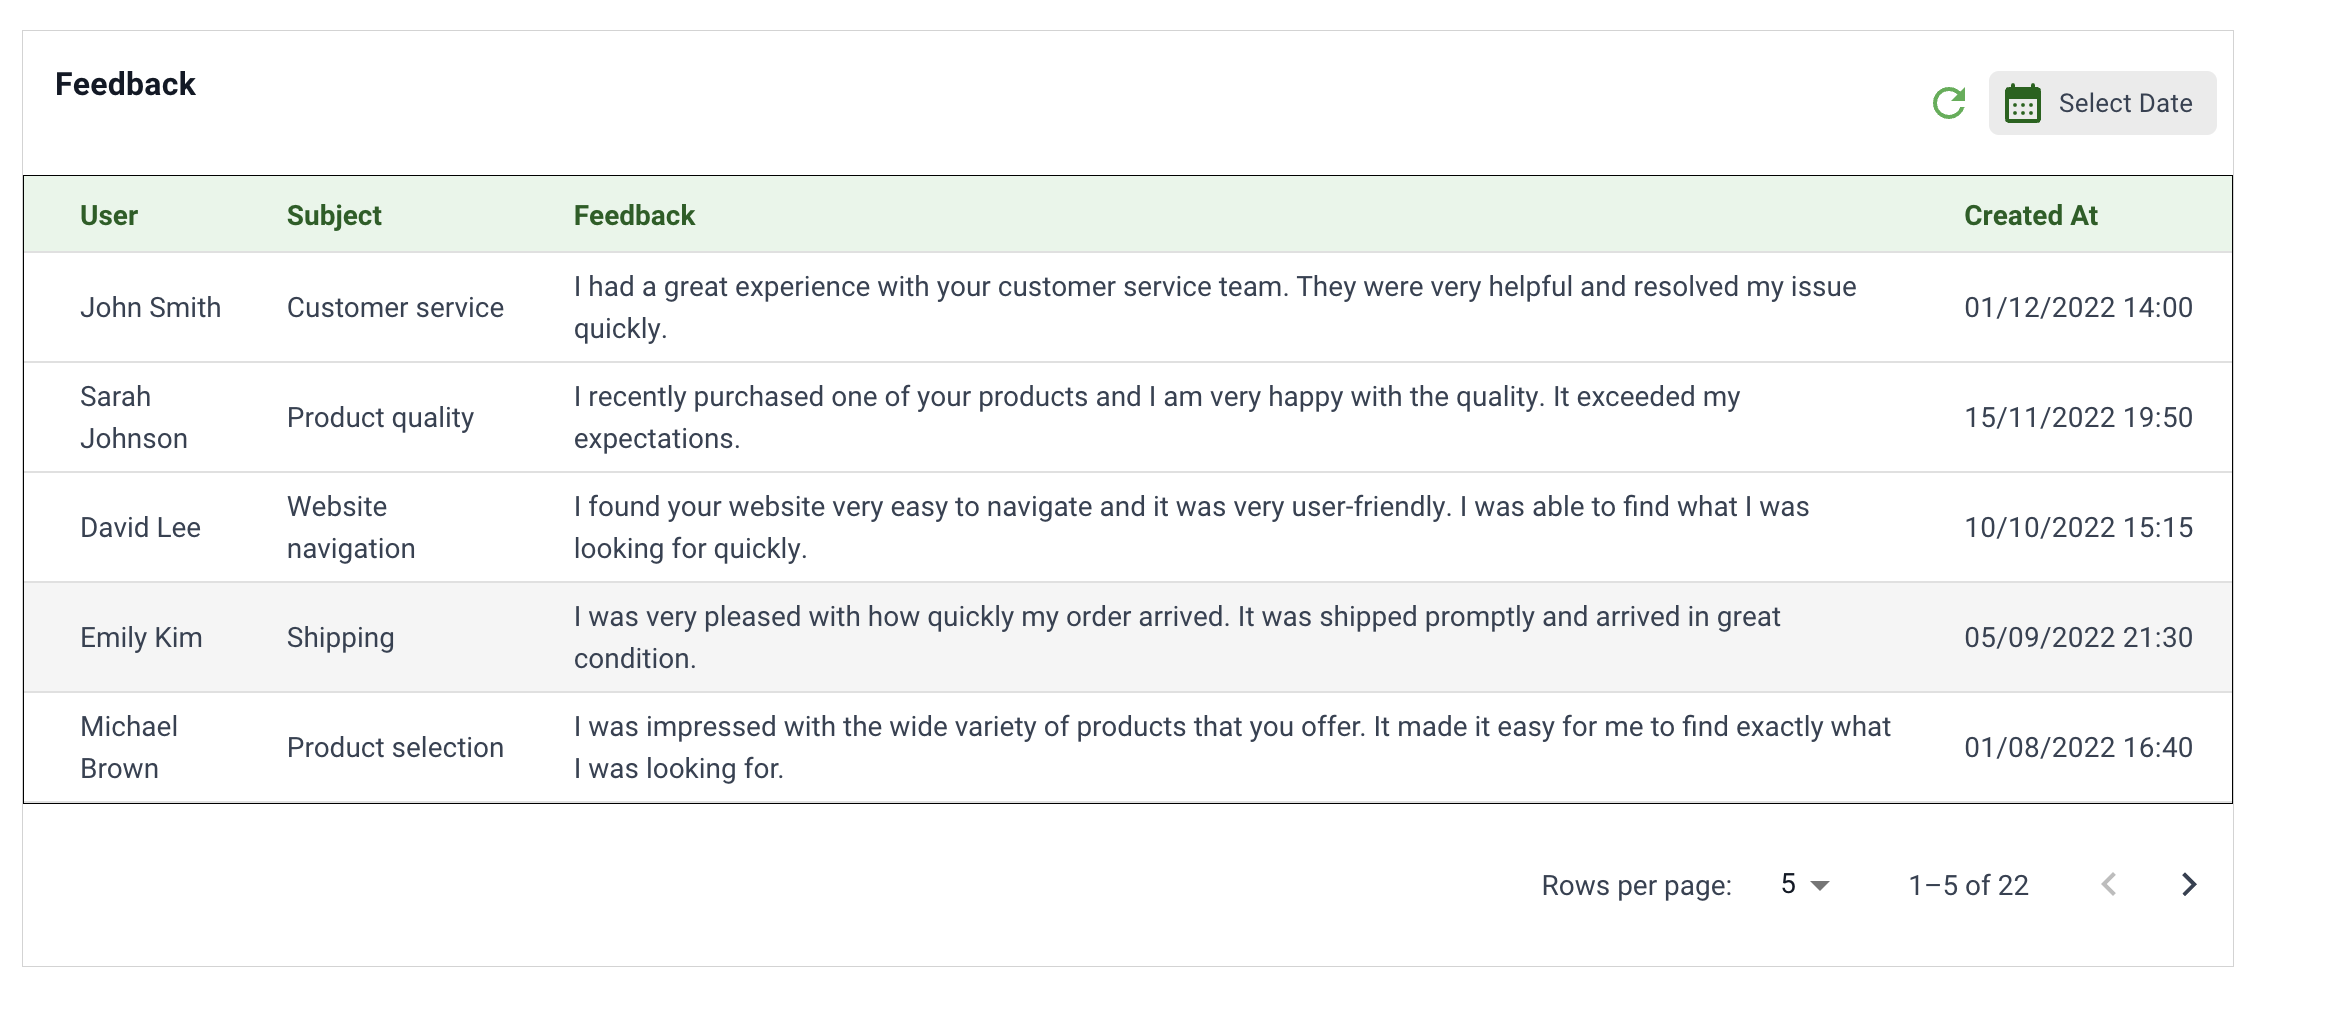 Feedback
Select Date
User Subject Feedback Created At
John Smith Customer service I had a great experience with your customer service team. They were very helpful and resolved my issue
quickly. 01/12/2022 14:00
Sarah
Johnson Product quality I recently purchased one of your products and I am very happy with the quality. It exceeded my
expectations. 15/11/2022 19:50
David Lee Website
navigation I found your website very easy to navigate and it was very user-friendly. I was able to find what I was
looking for quickly. 10/10/2022 15:15
Emily Kim Shipping I was very pleased with how quickly my order arrived. It was shipped promptly and arrived in great
condition. 05/09/2022 21:30
Michael
Brown Product selection I was impressed with the wide variety of products that you offer. It made it easy for me to find exactly what
I was looking for. 01/08/2022 16:40
Rows per page: 5 1–5 of 22